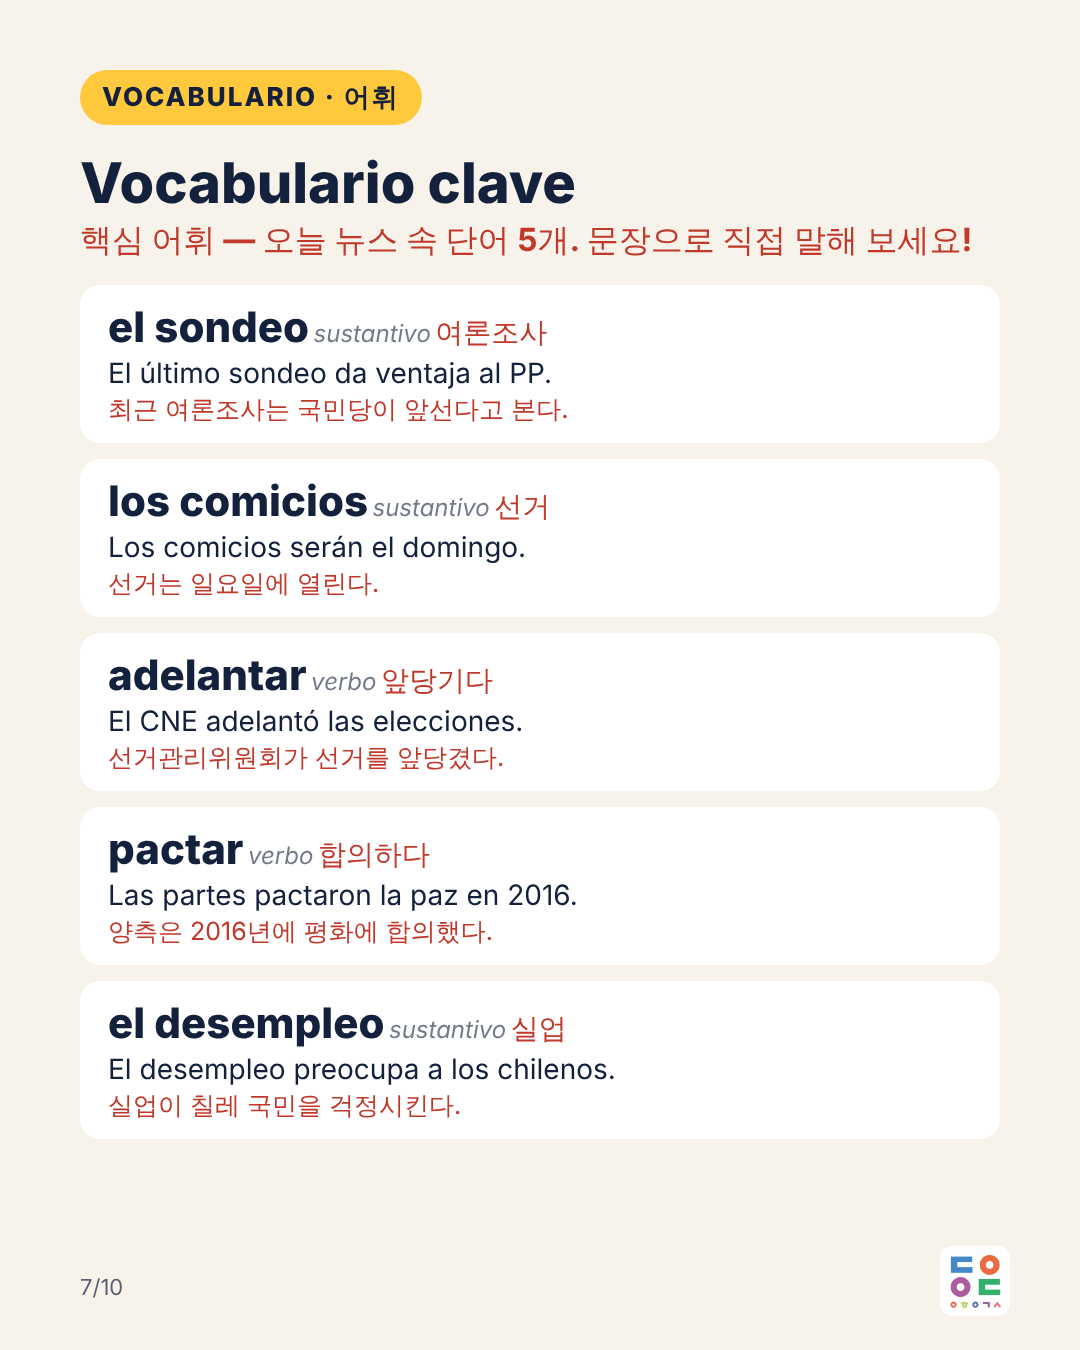 VOCABULARIO · 어휘
Vocabulario clave
핵심 어휘 — 오늘 뉴스 속 단어 5개. 문장으로 직접 말해 보세요!
el sondeo sustantivo 여론조사
El último sondeo da ventaja al PP.
최근 여론조사는 국민당이 앞선다고 본다.
los comicios sustantivo 선거
Los comicios serán el domingo.
선거는 일요일에 열린다.
adelantar verbo 앞당기다
El CNE adelantó las elecciones.
선거관리위원회가 선거를 앞당겼다.
pactar verbo 합의하다
Las partes pactaron la paz en 2016.
양측은 2016년에 평화에 합의했다.
el desempleo sustantivo 실업
El desempleo preocupa a los chilenos.
실업이 칠레 국민을 걱정시킨다.
7/10